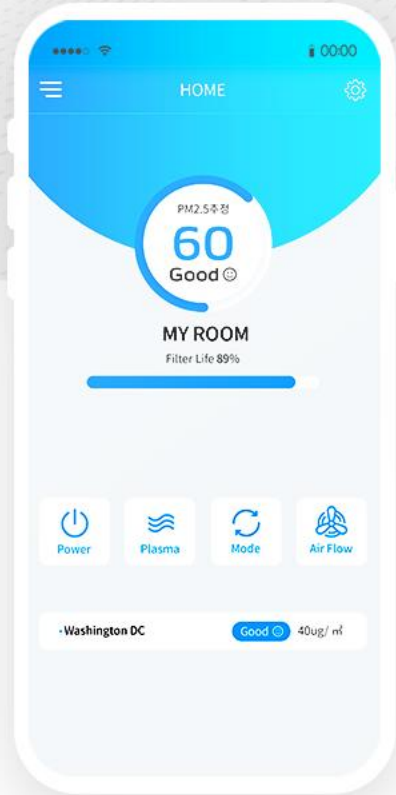 00:00
HOME
PM2.5추정
60
Good
MY ROOM
Filter Life 89%
Power Plasma Mode Air Flow
·Washington DC Good 40ug/ ㎥